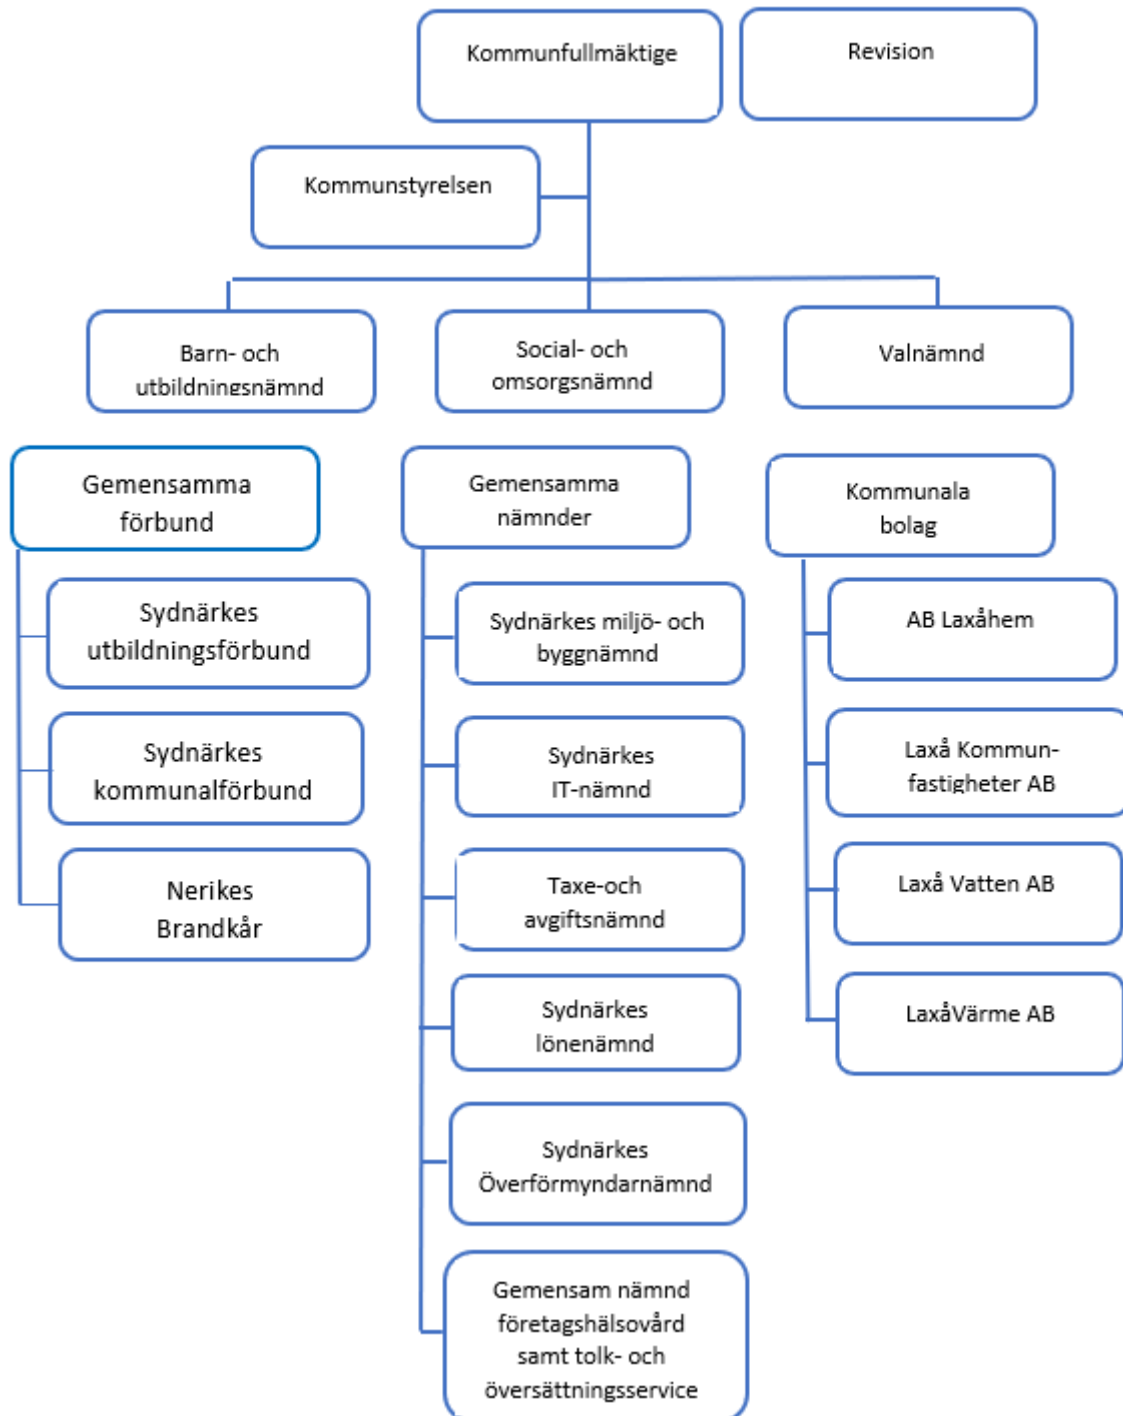 Kommunfullmäktige
Revision
Kommunstyrelsen
Barn- och
utbildningsnämnd
Social- och
omsorgsnämnd
Valnämnd
Gemensamma
förbund
Sydnärkes
utbildningsförbund
Sydnärkes
kommunalförbund
Nerikes
Brandkår
Gemensamma
nämnder
Sydnärkes miljö- och
byggnämnd
Sydnärkes
IT-nämnd
Taxe-och
avgiftsnämnd
Sydnärkes
lönenämnd
Sydnärkes
Överförmyndarnämnd
Gemensam nämnd
företagshälsovård
samt tolk- och
översättningsservice
Kommunala
bolag
AB Laxåhem
Laxå Kommun-
fastigheter AB
Laxå Vatten AB
LaxåVärme AB